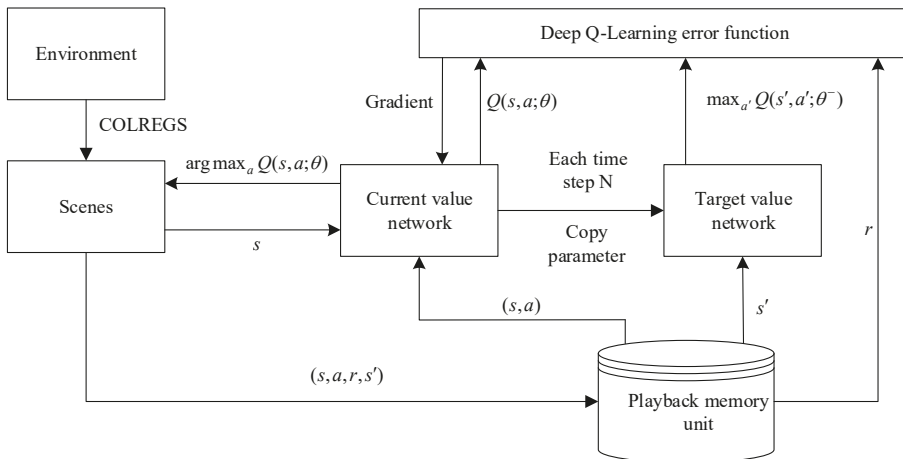 Deep Q-Learning error function
Environment
Gradient
Q(s,a;θ)
max_{a′} Q(s′,a′;θ⁻)
COLREGS
arg max_a Q(s,a;θ)
Each time
step N
Scenes
Current value
network
Target value
network
s
Copy
parameter
r
(s,a)
s′
(s,a,r,s′)
Playback memory
unit